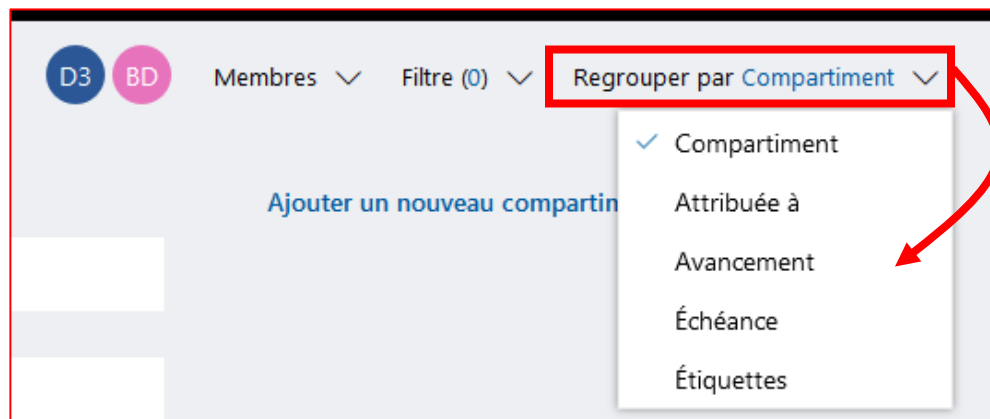 D3 BD Membres Filtre (0) Regrouper par Compartiment
Compartiment
Ajouter un nouveau compartin
Attribuée à
Avancement
Échéance
Étiquettes